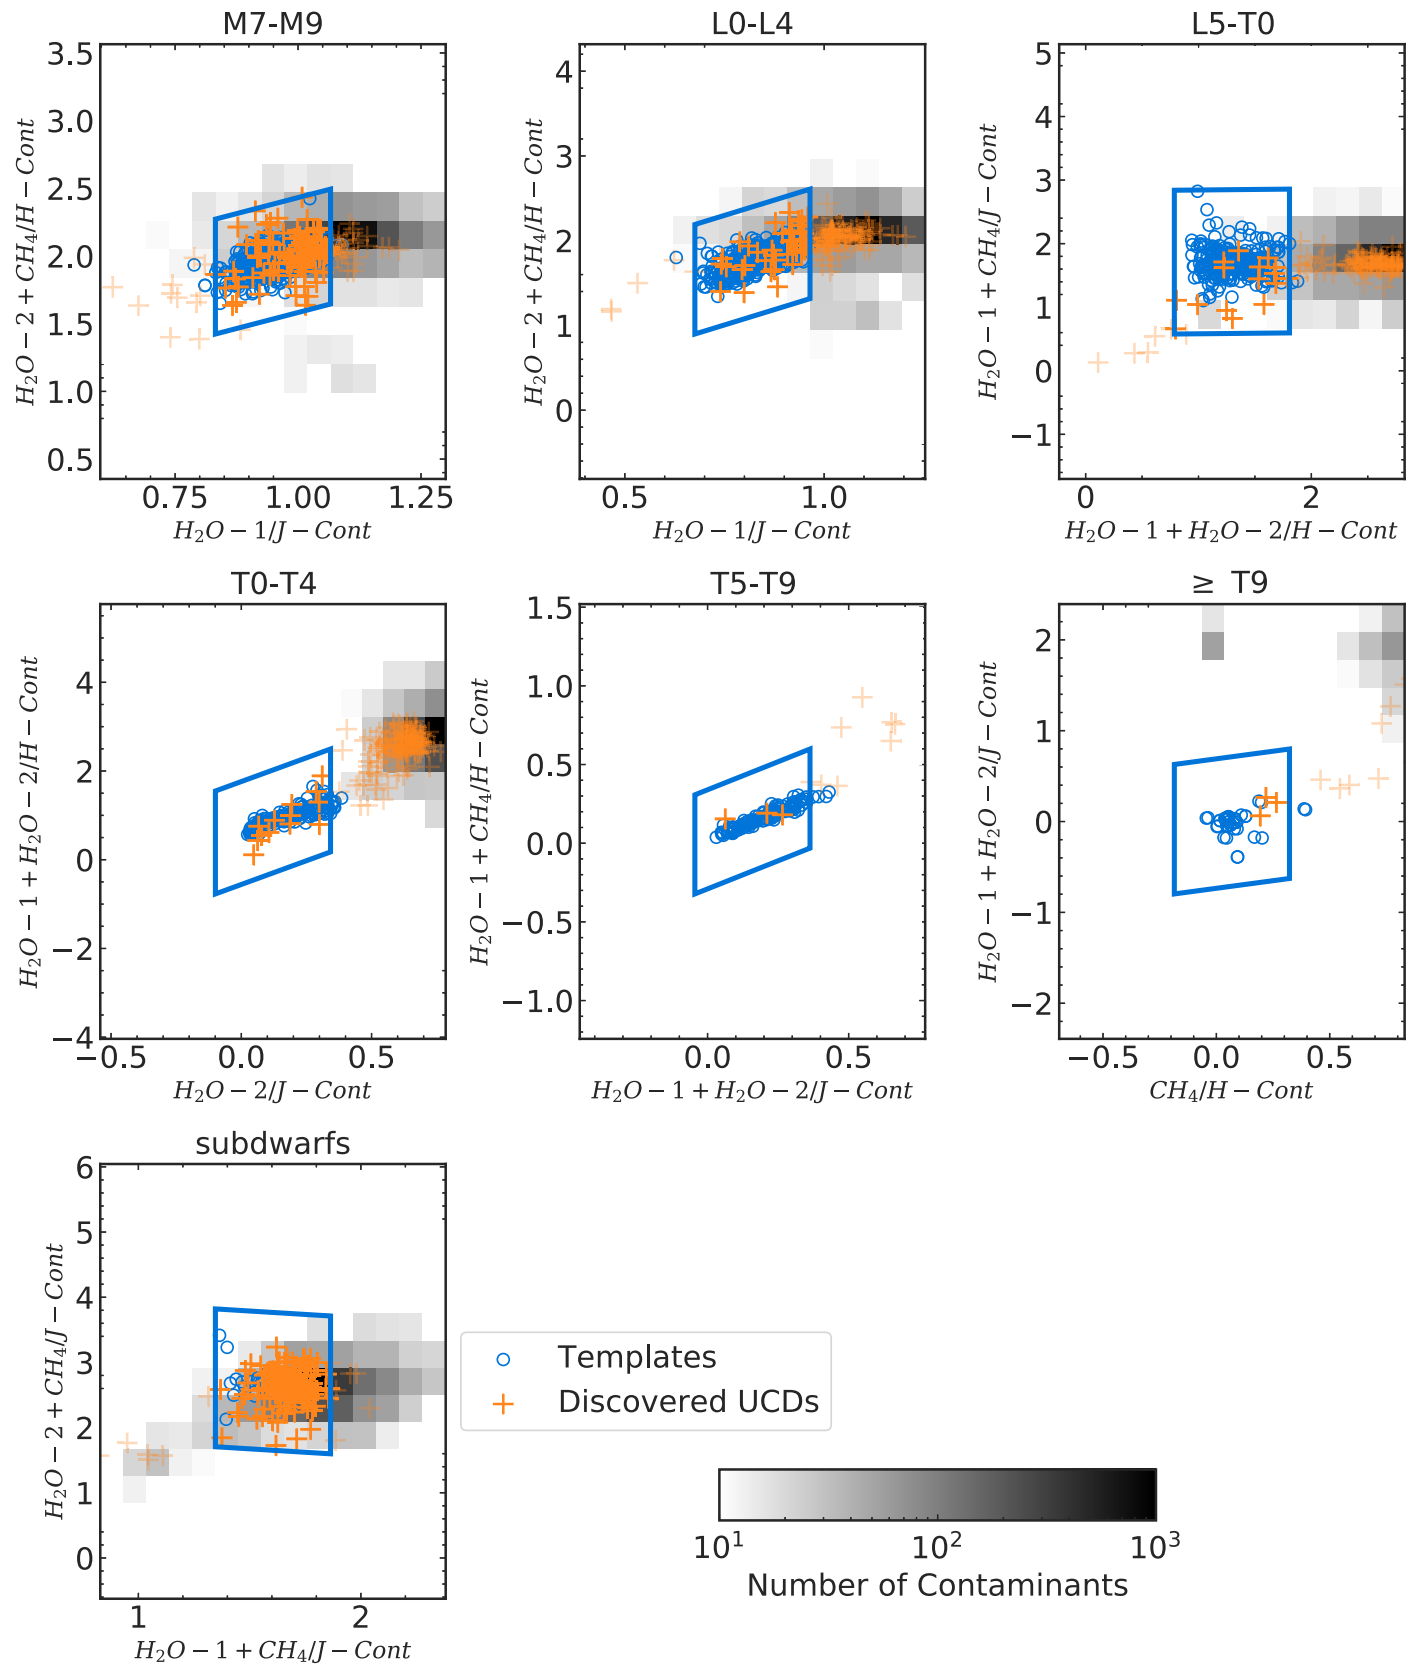 M7-M9
L0-L4
L5-T0
3.5
3.0
2.5
2.0
1.5
1.0
0.5
H₂O − 2 + CH₄/H − Cont
0.75 1.00 1.25
H₂O − 1/J − Cont
4
3
2
1
0
H₂O − 2 + CH₄/H − Cont
0.5 1.0
H₂O − 1/J − Cont
5
4
3
2
1
0
−1
H₂O − 1 + CH₄/J − Cont
0 2
H₂O − 1 + H₂O − 2/H − Cont
T0-T4
T5-T9
≥ T9
4
2
0
−2
−4
H₂O − 1 + H₂O − 2/H − Cont
−0.5 0.0 0.5
H₂O − 2/J − Cont
1.5
1.0
0.5
0.0
−0.5
−1.0
H₂O − 1 + CH₄/H − Cont
0.0 0.5
H₂O − 1 + H₂O − 2/J − Cont
2
1
0
−1
−2
H₂O − 1 + H₂O − 2/J − Cont
−0.5 0.0 0.5
CH₄/H − Cont
subdwarfs
6
5
4
3
2
1
0
H₂O − 2 + CH₄/J − Cont
1 2
H₂O − 1 + CH₄/J − Cont
Templates
Discovered UCDs
10¹ 10² 10³
Number of Contaminants